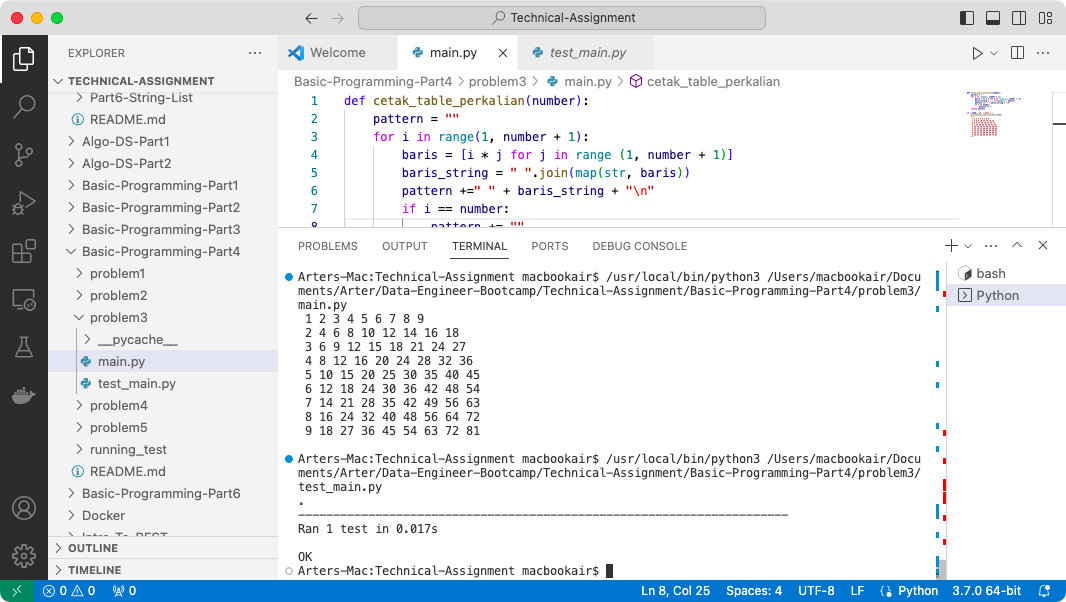 Technical-Assignment
EXPLORER
TECHNICAL-ASSIGNMENT
Part6-String-List
README.md
Algo-DS-Part1
Algo-DS-Part2
Basic-Programming-Part1
Basic-Programming-Part2
Basic-Programming-Part3
Basic-Programming-Part4
problem1
problem2
problem3
__pycache__
main.py
test_main.py
problem4
problem5
running_test
README.md
Basic-Programming-Part6
Docker
Intro-To-REST
OUTLINE
TIMELINE
Welcome
main.py
test_main.py
Basic-Programming-Part4 > problem3 > main.py > cetak_table_perkalian
1 def cetak_table_perkalian(number):
2 pattern = ""
3 for i in range(1, number + 1):
4 baris = [i * j for j in range (1, number + 1)]
5 baris_string = " ".join(map(str, baris))
6 pattern +=" " + baris_string + "\n"
7 if i == number:
8 pattern += ""
PROBLEMS OUTPUT TERMINAL PORTS DEBUG CONSOLE
Arters-Mac:Technical-Assignment macbookair$ /usr/local/bin/python3 /Users/macbookair/Docu
ments/Arter/Data-Engineer-Bootcamp/Technical-Assignment/Basic-Programming-Part4/problem3/
main.py
1 2 3 4 5 6 7 8 9
2 4 6 8 10 12 14 16 18
3 6 9 12 15 18 21 24 27
4 8 12 16 20 24 28 32 36
5 10 15 20 25 30 35 40 45
6 12 18 24 30 36 42 48 54
7 14 21 28 35 42 49 56 63
8 16 24 32 40 48 56 64 72
9 18 27 36 45 54 63 72 81
Arters-Mac:Technical-Assignment macbookair$ /usr/local/bin/python3 /Users/macbookair/Docu
ments/Arter/Data-Engineer-Bootcamp/Technical-Assignment/Basic-Programming-Part4/problem3/
test_main.py
.
----------------------------------------------------------------------
Ran 1 test in 0.017s
OK
Arters-Mac:Technical-Assignment macbookair$
bash
Python
0 0 0
Ln 8, Col 25 Spaces: 4 UTF-8 LF Python 3.7.0 64-bit